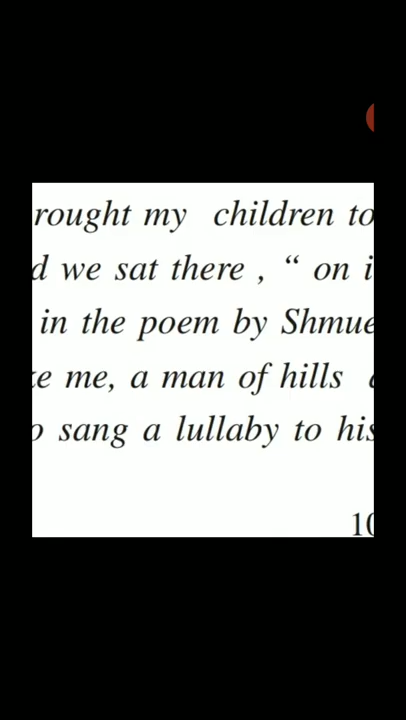 rought my children to
d we sat there , “ on i
in the poem by Shmue
e me, a man of hills
o sang a lullaby to his
10